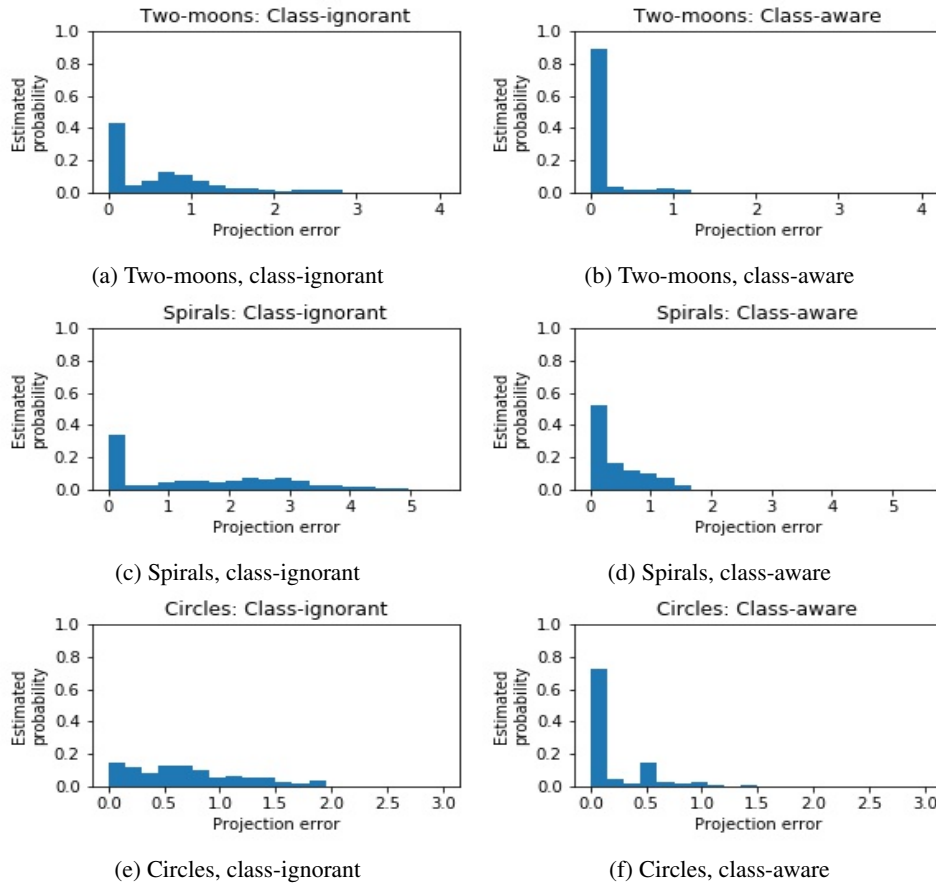 Two-moons: Class-ignorant
Estimated
probability
1.0
0.8
0.6
0.4
0.2
0.0
0 1 2 3 4
Projection error
(a) Two-moons, class-ignorant
Two-moons: Class-aware
Estimated
probability
1.0
0.8
0.6
0.4
0.2
0.0
0 1 2 3 4
Projection error
(b) Two-moons, class-aware
Spirals: Class-ignorant
Estimated
probability
1.0
0.8
0.6
0.4
0.2
0.0
0 1 2 3 4 5
Projection error
(c) Spirals, class-ignorant
Spirals: Class-aware
Estimated
probability
1.0
0.8
0.6
0.4
0.2
0.0
0 1 2 3 4 5
Projection error
(d) Spirals, class-aware
Circles: Class-ignorant
Estimated
probability
1.0
0.8
0.6
0.4
0.2
0.0
0.0 0.5 1.0 1.5 2.0 2.5 3.0
Projection error
(e) Circles, class-ignorant
Circles: Class-aware
Estimated
probability
1.0
0.8
0.6
0.4
0.2
0.0
0.0 0.5 1.0 1.5 2.0 2.5 3.0
Projection error
(f) Circles, class-aware